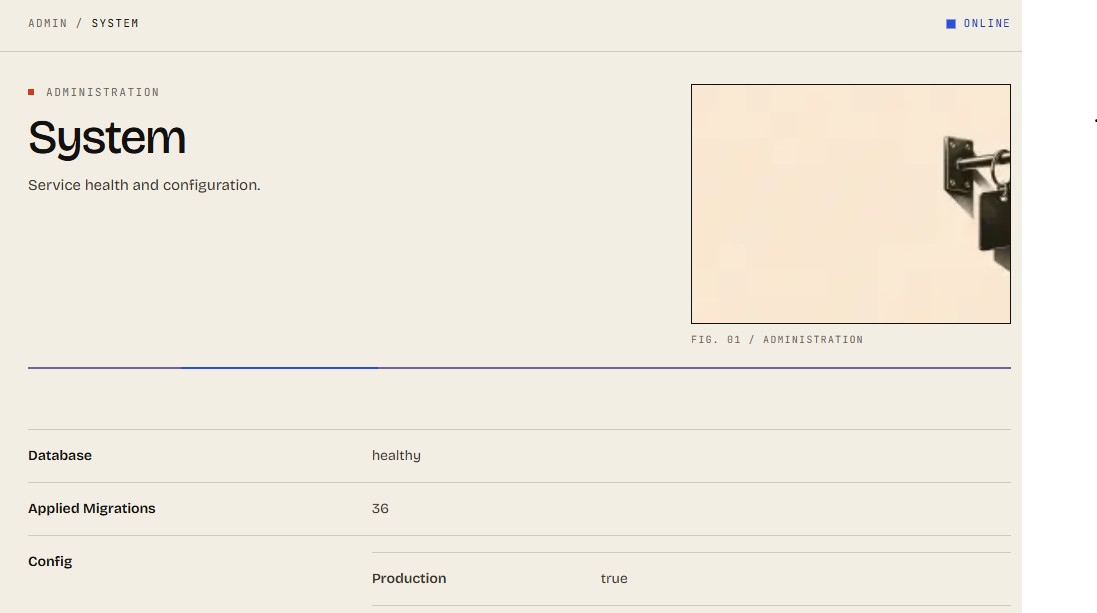 ADMIN / SYSTEM
ONLINE
ADMINISTRATION
System
Service health and configuration.
FIG. 01 / ADMINISTRATION
Database healthy
Applied Migrations 36
Config
Production true